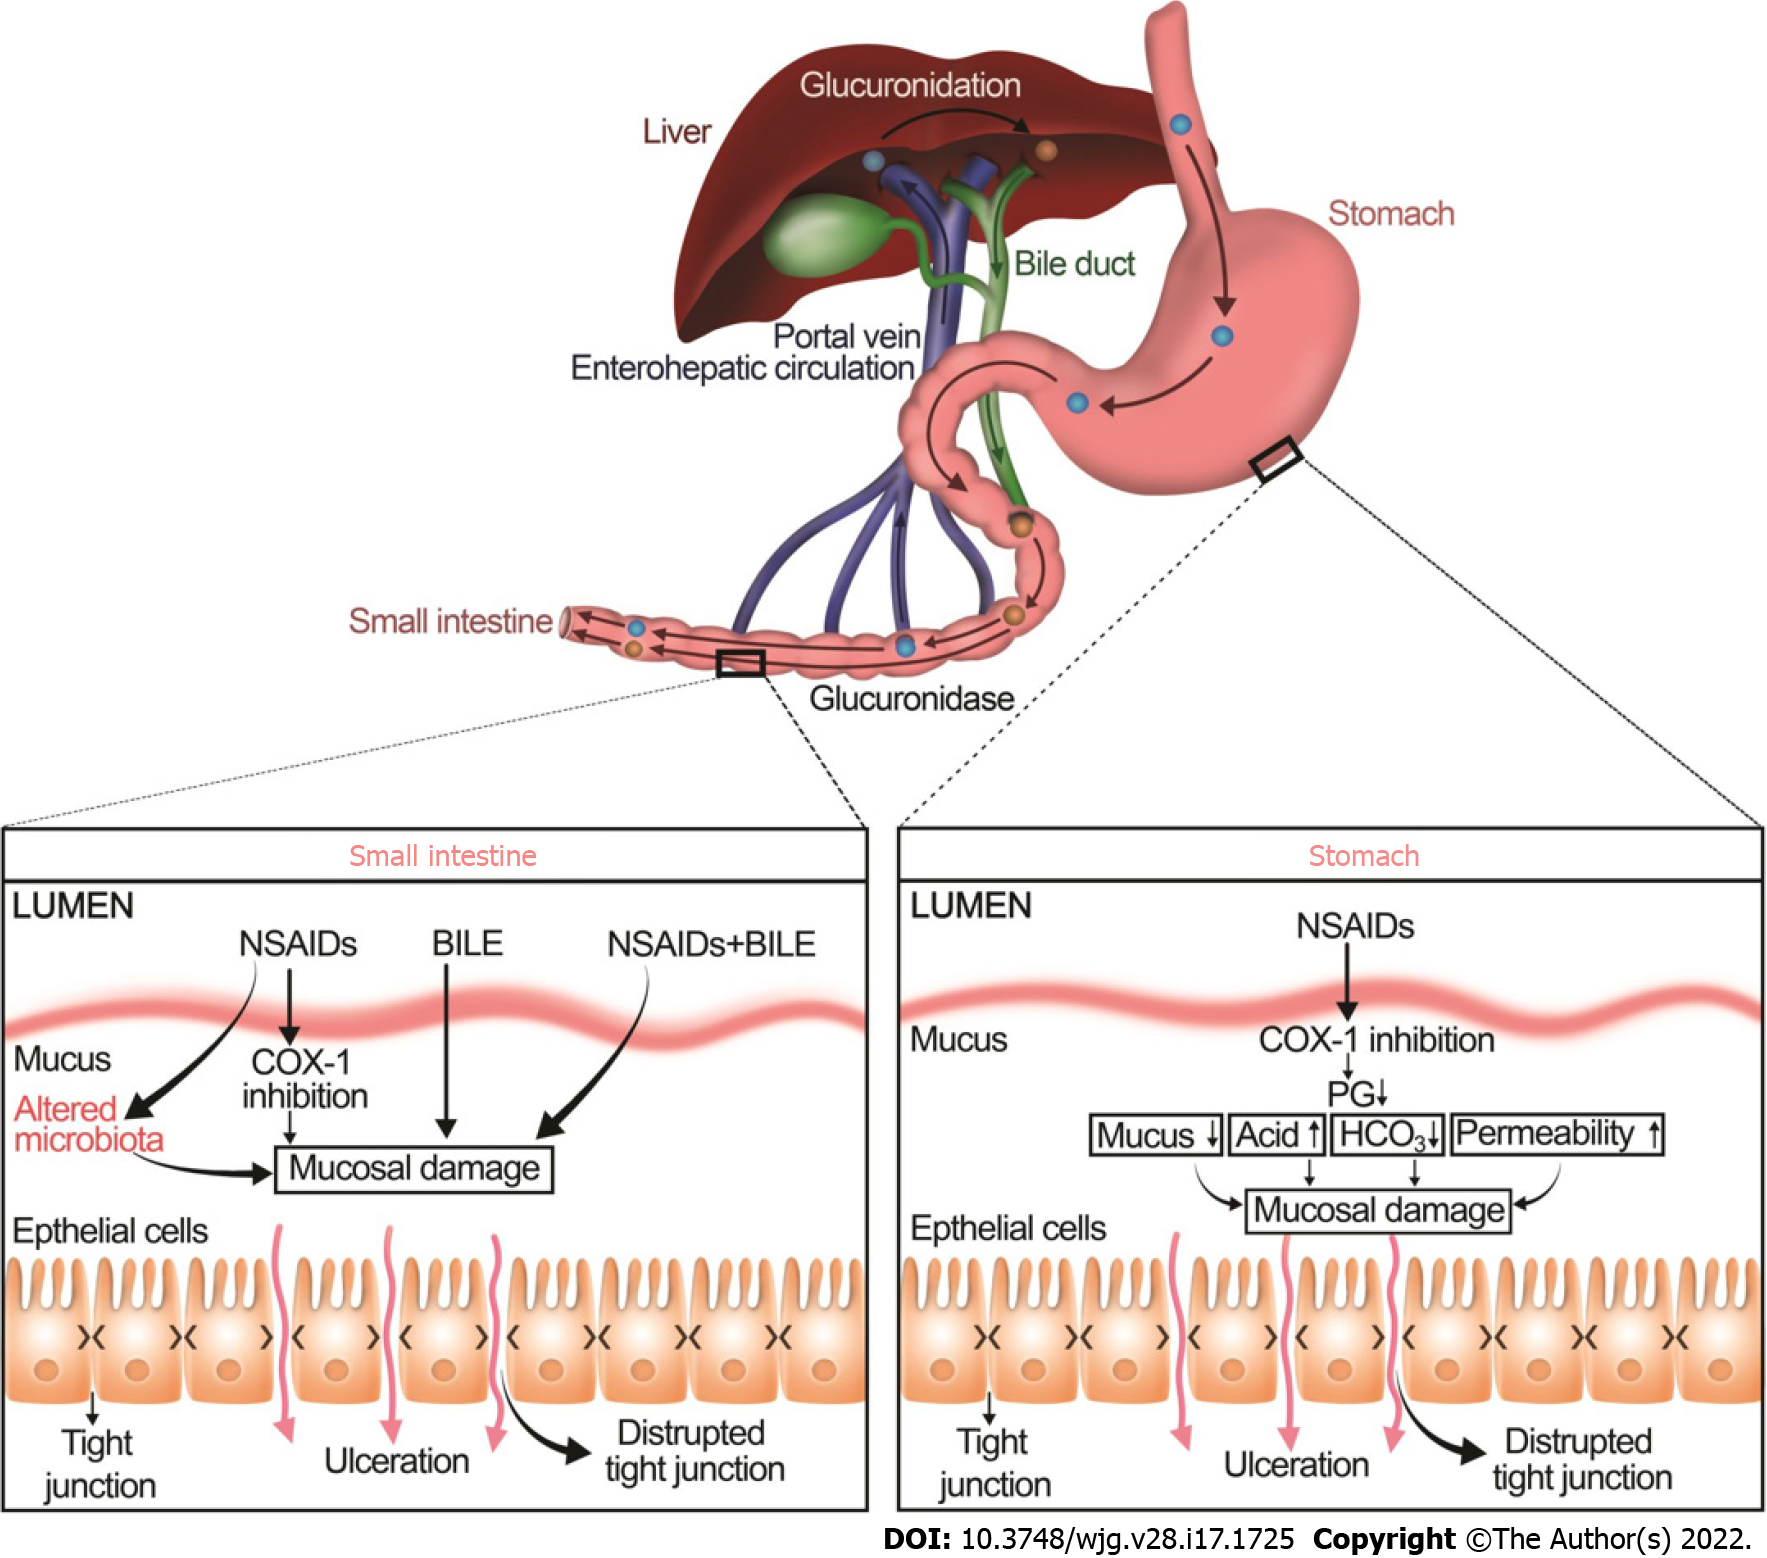 Glucuronidation
Liver
Stomach
Bile duct
Portal vein
Enterohepatic circulation
Small intestine
Glucuronidase
Small intestine
LUMEN
NSAIDs
BILE
NSAIDs+BILE
Mucus
COX-1
inhibition
Altered
microbiota
Mucosal damage
Epthelial cells
Tight
junction
Ulceration
Distrupted
tight junction
Stomach
LUMEN
NSAIDs
Mucus
COX-1 inhibition
PG↓
Mucus ↓ Acid ↑ HCO₃↓ Permeability ↑
Mucosal damage
Epthelial cells
Tight
junction
Ulceration
Distrupted
tight junction
DOI: 10.3748/wjg.v28.i17.1725 Copyright ©The Author(s) 2022.